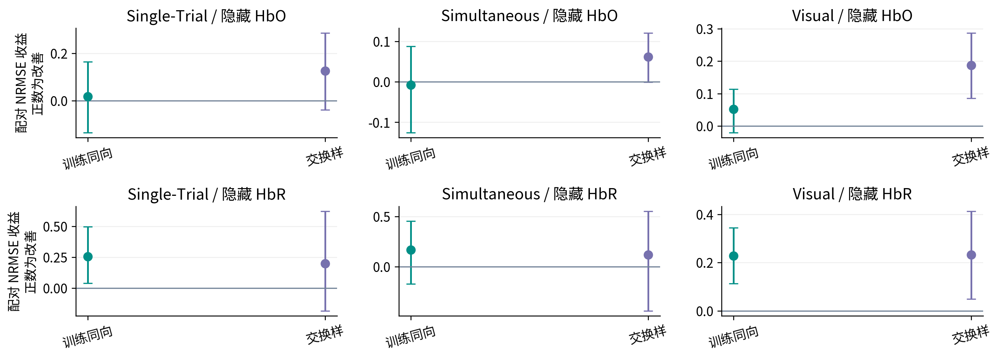 Single-Trial / 隐藏 HbO
配对 NRMSE 收益
正数为改善
0.2
0.0
训练同向
交换样
Simultaneous / 隐藏 HbO
0.1
0.0
-0.1
训练同向
交换样
Visual / 隐藏 HbO
0.3
0.2
0.1
0.0
训练同向
交换样
Single-Trial / 隐藏 HbR
配对 NRMSE 收益
正数为改善
0.50
0.25
0.00
训练同向
交换样
Simultaneous / 隐藏 HbR
0.5
0.0
训练同向
交换样
Visual / 隐藏 HbR
0.4
0.2
0.0
训练同向
交换样